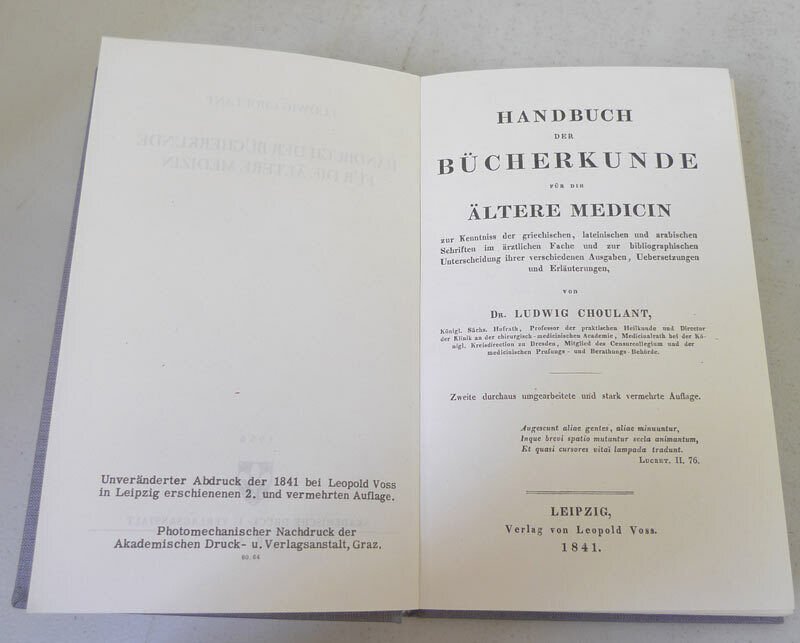 Unveränderter Abdruck der 1841 bei Leopold Voss
in Leipzig erschienenen 2. und vermehrten Auflage.
Photomechanischer Nachdruck der
Akademischen Druck- u. Verlagsanstalt, Graz.
60.64
HANDBUCH
DER
BÜCHERKUNDE
FÜR DIE
ÄLTERE MEDICIN
zur Kenntniss der griechischen, lateinischen und arabischen
Schriften im ärztlichen Fache und zur bibliographischen
Unterscheidung ihrer verschiedenen Ausgaben, Uebersetzungen
und Erläuterungen,
VON
DR. LUDWIG CHOULANT,
Königl. Sächs. Hofrath, Professor der praktischen Heilkunde und Director
der Klinik an der chirurgisch-medicinischen Academie, Medicinalrath bei der Kö-
nigl. Kreisdirection zu Dresden, Mitglied des Censurcollegium und der
medicinischen Prüfungs- und Berathungs-Behörde.
Zweite durchaus umgearbeitete und stark vermehrte Auflage.
Augescunt aliae gentes, aliae minuuntur,
Inque brevi spatio mutantur secla animantum,
Et quasi cursores vitai lampada tradunt.
LUCRET. II. 76.
LEIPZIG,
Verlag von Leopold Voss.
1841.